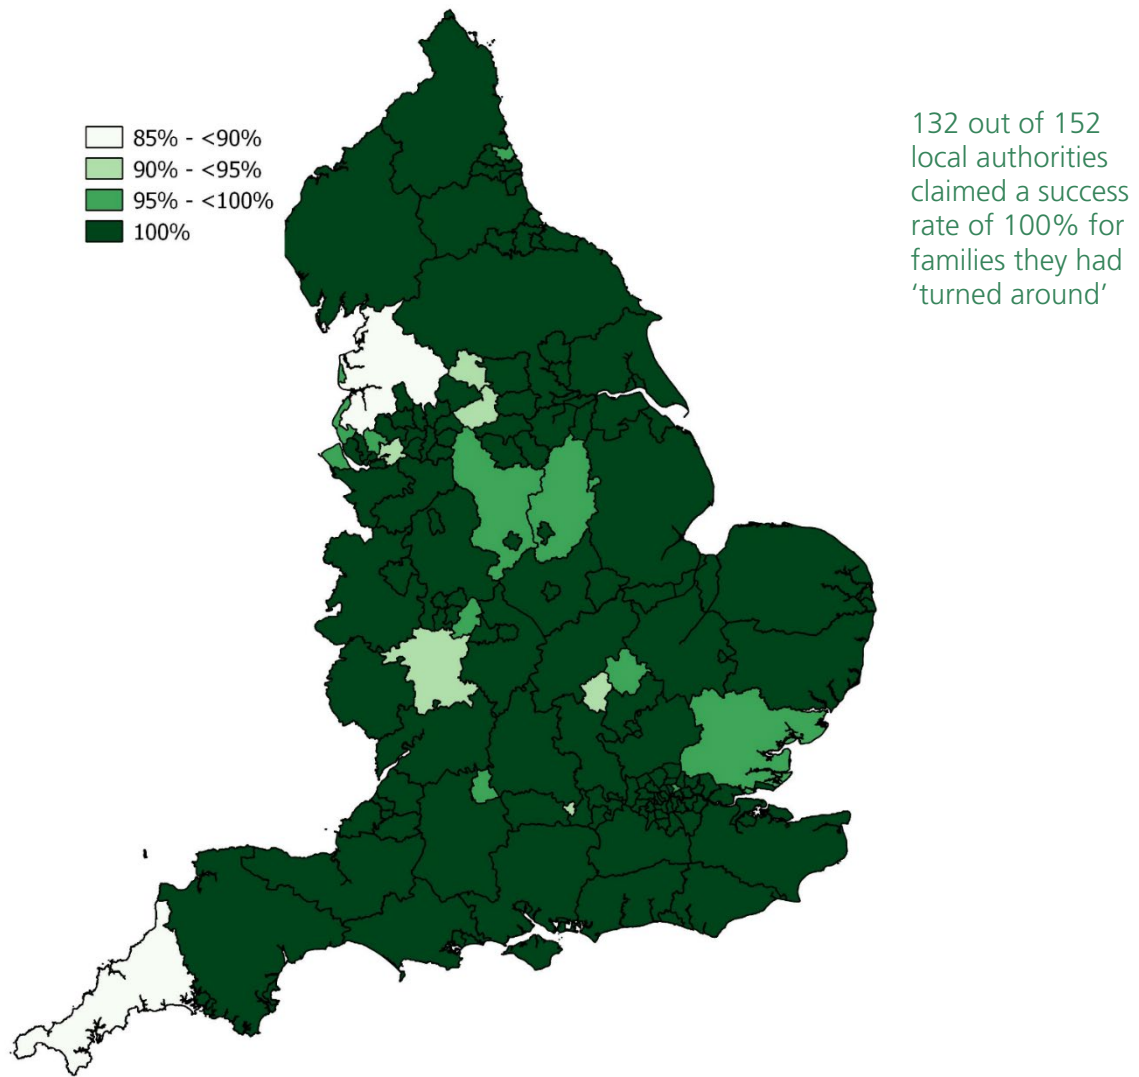 85% - <90%
90% - <95%
95% - <100%
100%
132 out of 152
local authorities
claimed a success
rate of 100% for
families they had
‘turned around’